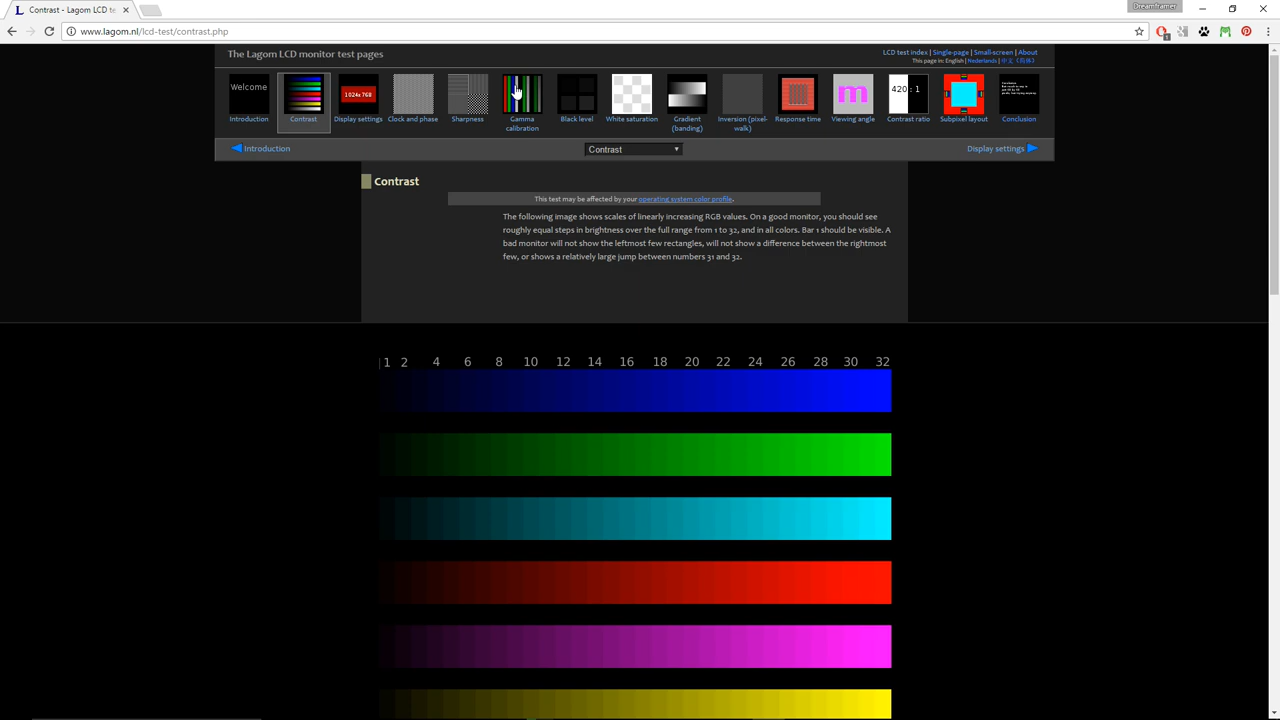 Contrast - Lagom LCD te
Dreamframer
www.lagom.nl/lcd-test/contrast.php
The Lagom LCD monitor test pages
LCD test index | Single-page | Small-screen | About
This page in: English | Nederlands |
Welcome
1024x 768
420 : 1
m
Introduction
Contrast
Display settings
Clock and phase
Sharpness
Gamma calibration
Black level
White saturation
Gradient (banding)
Inversion (pixel-walk)
Response time
Viewing angle
Contrast ratio
Subpixel layout
Conclusion
Introduction
Contrast
Display settings
Contrast
This test may be affected by your operating system color profile.
The following image shows scales of linearly increasing RGB values. On a good monitor, you should see
roughly equal steps in brightness over the full range from 1 to 32, and in all colors. Bar 1 should be visible. A
bad monitor will not show the leftmost few rectangles, will not show a difference between the rightmost
few, or shows a relatively large jump between numbers 31 and 32.
1 2 4 6 8 10 12 14 16 18 20 22 24 26 28 30 32